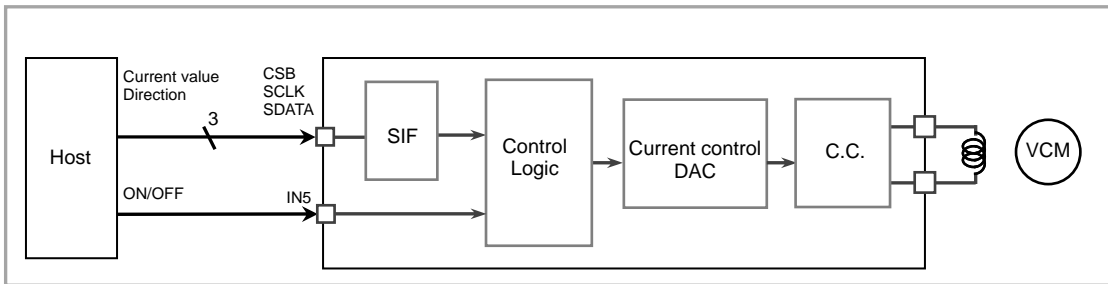 Current value
Direction
CSB
SCLK
SDATA
3
Host
SIF
Control
Logic
Current control
DAC
C.C.
VCM
ON/OFF
IN5